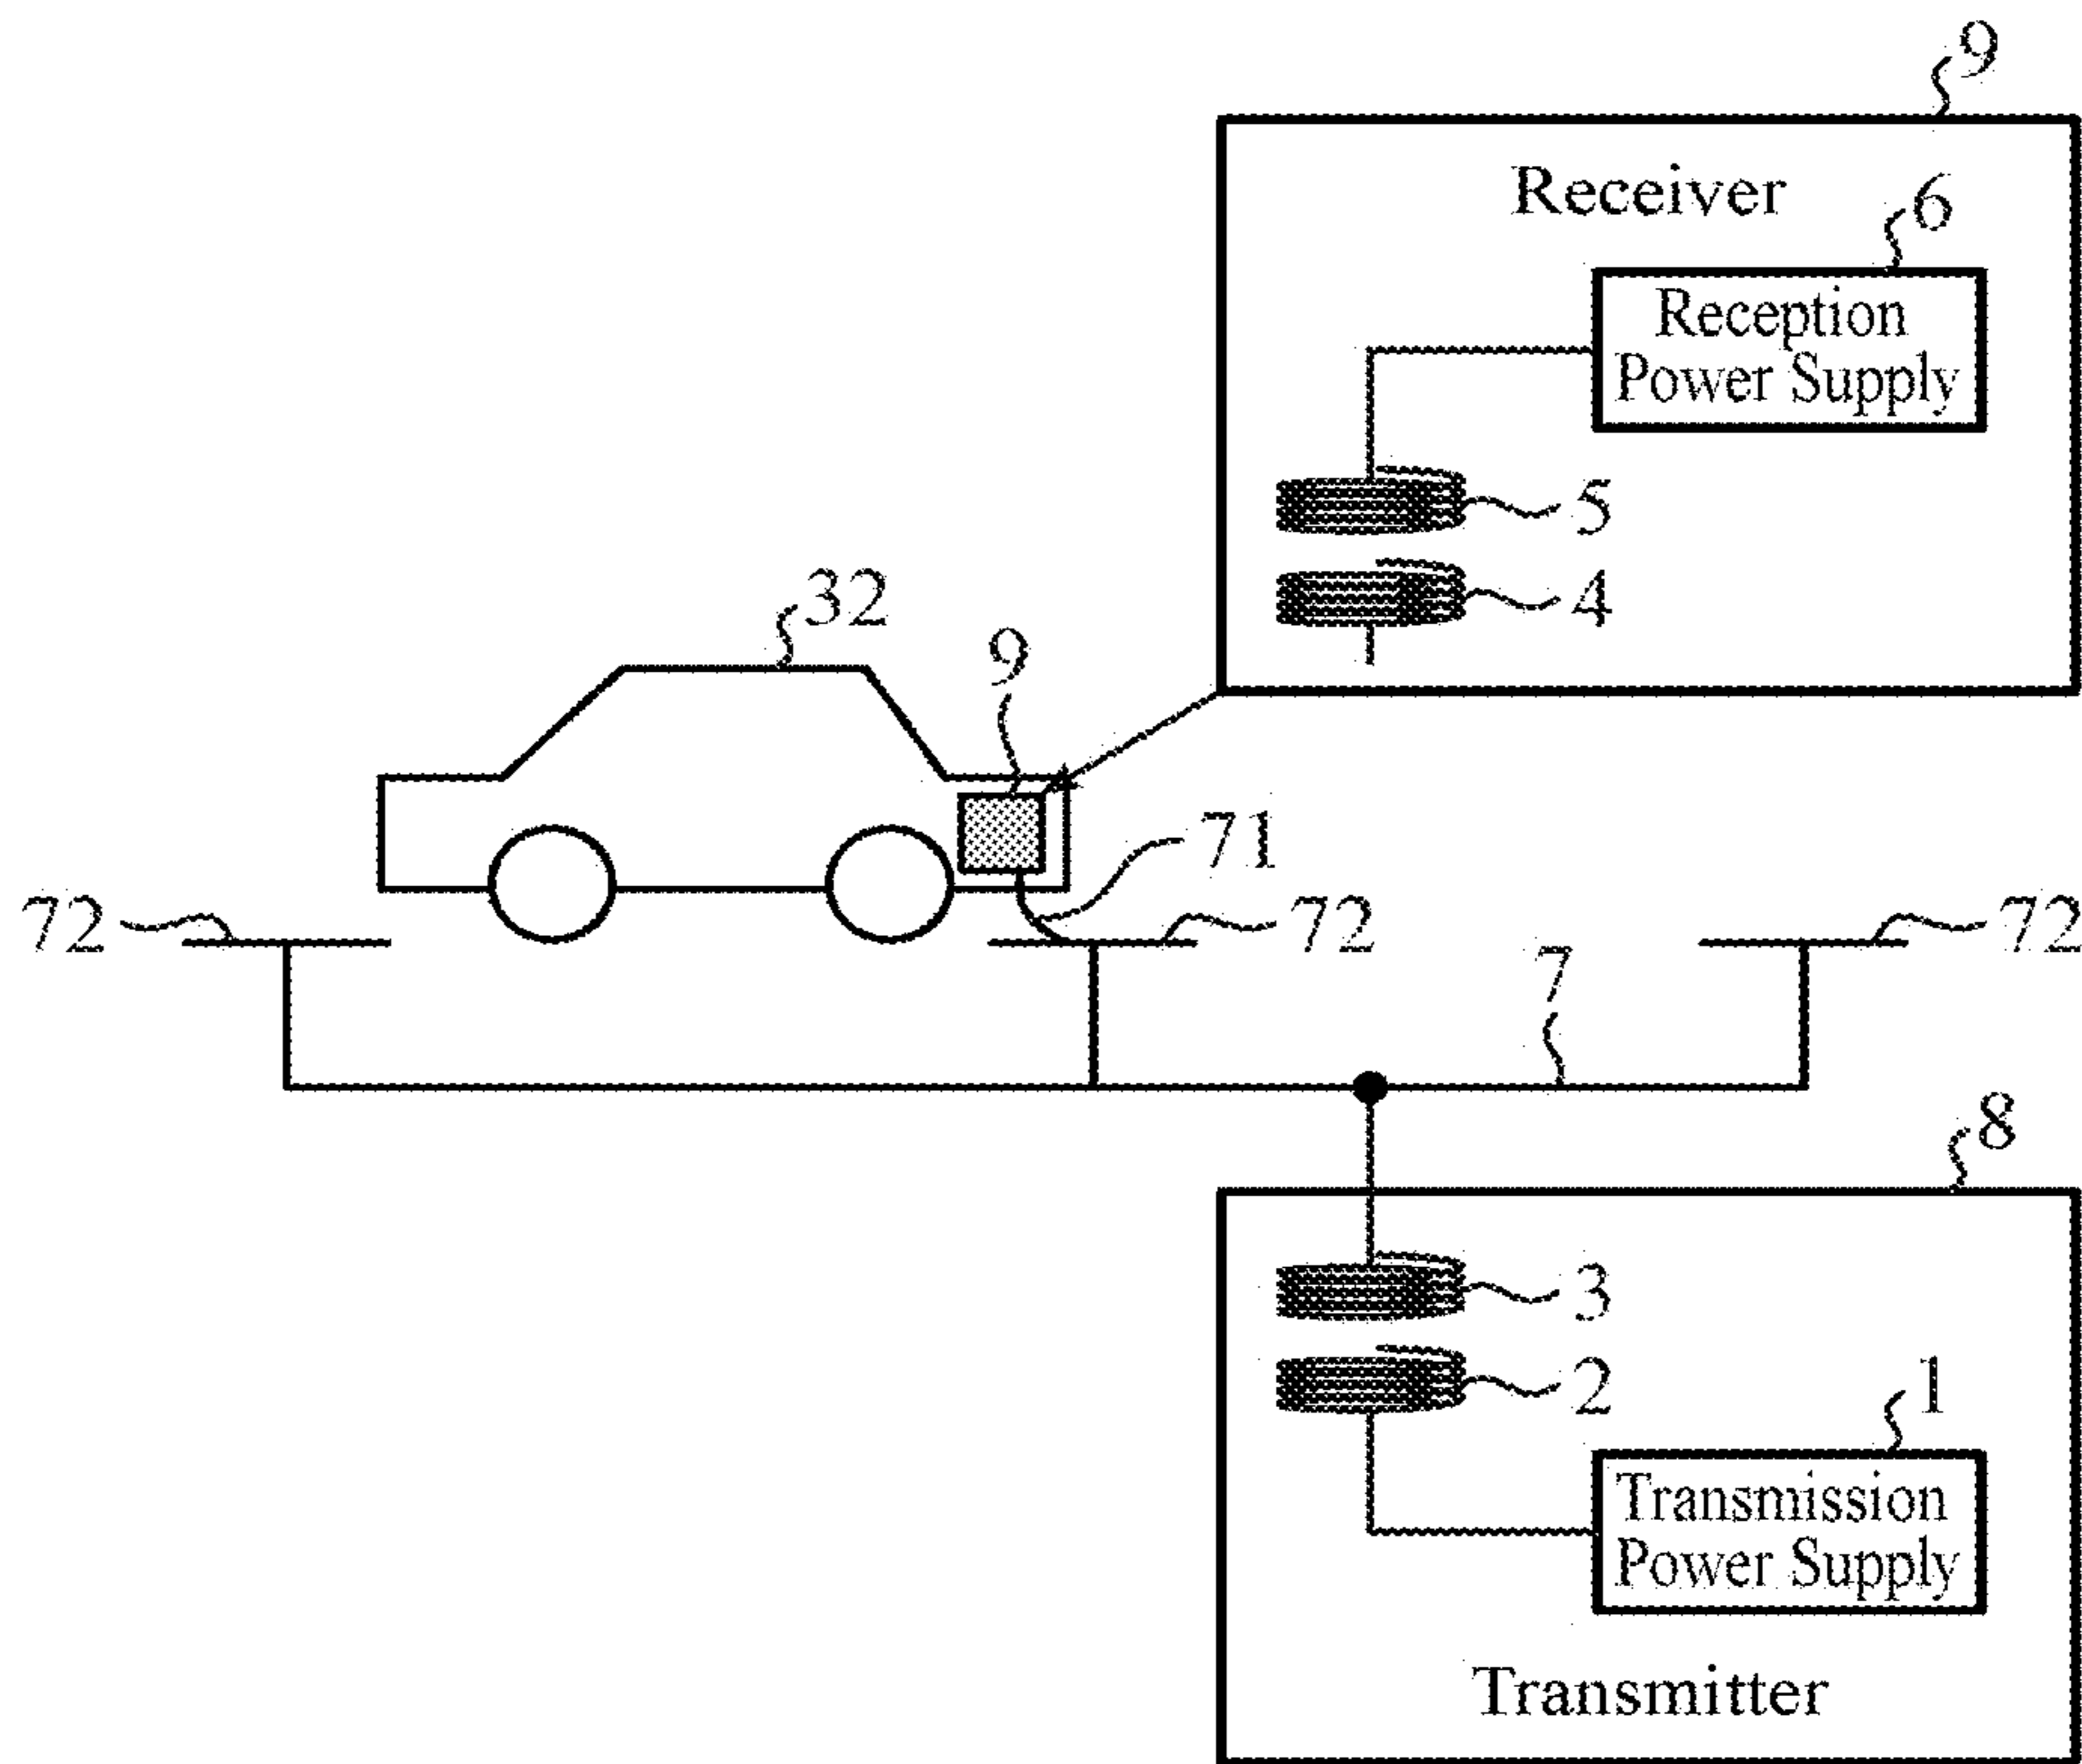 9
Receiver
6
Reception
Power Supply
5
4
32
9
71
72
72
72
7
8
3
2
1
Transmission
Power Supply
Transmitter